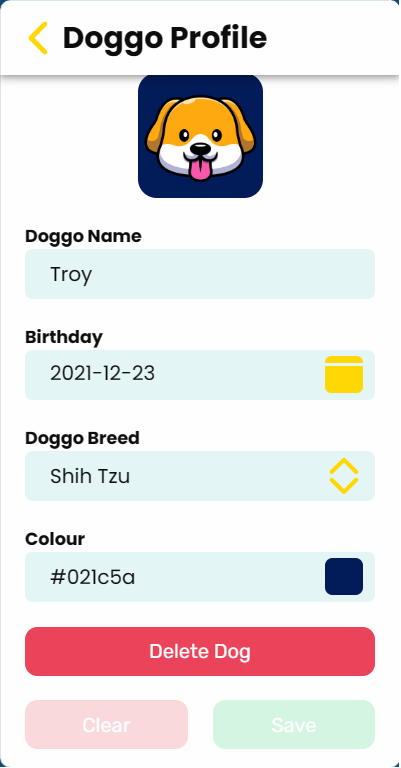 Doggo Profile
Doggo Name
Troy
Birthday
2021-12-23
Doggo Breed
Shih Tzu
Colour
#021c5a
Delete Dog
Clear Save